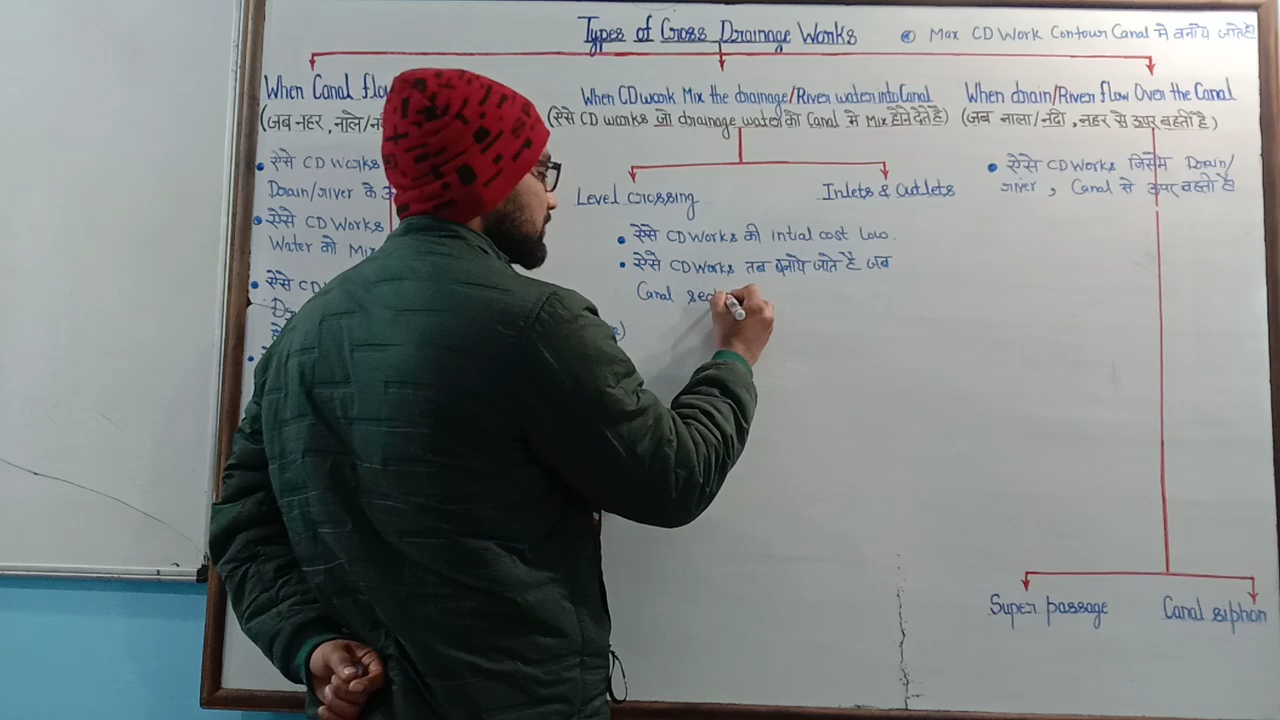 Types of Cross Drainage Works
Max CD Work Contour Canal में बनाये जाते है
When Canal
(जब नहर, नाले/
• ऐसे CD Works
Drain/river के
• ऐसे CD Works
Water को Mix
• ऐसे CD
When CD work Mix the drainage/River water into Canal
(ऐसे CD works जो drainage water को Canal में Mix होने देते है)
Level crossing
Inlets & Outlets
• ऐसे CD Works की Intial cost Low.
• ऐसे CD Works तब बनाये जाते है जब
Canal
When drain/River flow Over the Canal
(जब नाला/नदी, नहर से ऊपर बहती है)
• ऐसे CD Works जिसमे Drain/
river, Canal से ऊपर बहती है
Super passage
Canal siphon